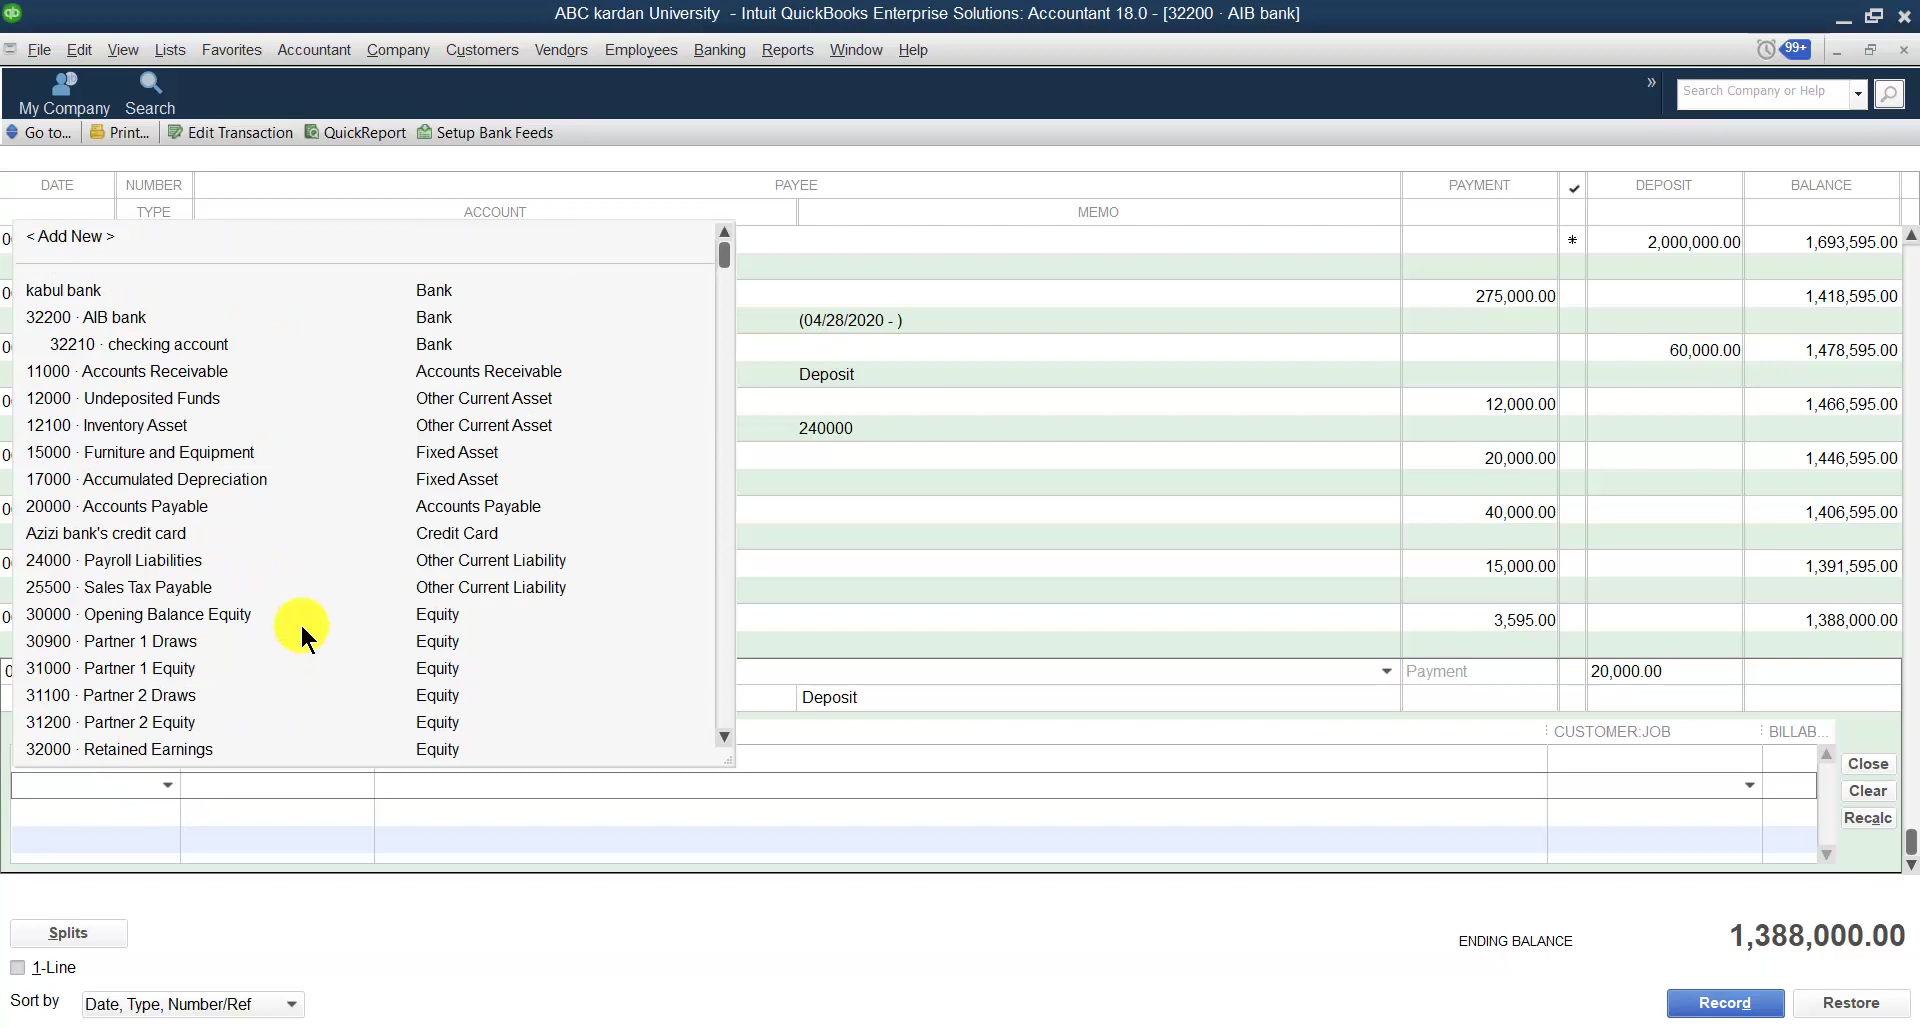 ABC kardan University - Intuit QuickBooks Enterprise Solutions: Accountant 18.0 - [32200 · AIB bank]
File Edit View Lists Favorites Accountant Company Customers Vendors Employees Banking Reports Window Help 99+
My Company Search » Search Company or Help
Go to... Print... Edit Transaction QuickReport Setup Bank Feeds
DATE NUMBER PAYEE PAYMENT ✓ DEPOSIT BALANCE
TYPE ACCOUNT MEMO
< Add New > * 2,000,000.00 1,693,595.00
kabul bank Bank 275,000.00 1,418,595.00
32200 · AIB bank Bank (04/28/2020 - )
32210 · checking account Bank 60,000.00 1,478,595.00
11000 · Accounts Receivable Accounts Receivable Deposit
12000 · Undeposited Funds Other Current Asset 12,000.00 1,466,595.00
12100 · Inventory Asset Other Current Asset 240000
15000 · Furniture and Equipment Fixed Asset 20,000.00 1,446,595.00
17000 · Accumulated Depreciation Fixed Asset
20000 · Accounts Payable Accounts Payable 40,000.00 1,406,595.00
Azizi bank's credit card Credit Card
24000 · Payroll Liabilities Other Current Liability 15,000.00 1,391,595.00
25500 · Sales Tax Payable Other Current Liability
30000 · Opening Balance Equity Equity 3,595.00 1,388,000.00
30900 · Partner 1 Draws Equity
31000 · Partner 1 Equity Equity Payment 20,000.00
31100 · Partner 2 Draws Equity Deposit
31200 · Partner 2 Equity Equity CUSTOMER:JOB BILLAB...
32000 · Retained Earnings Equity
Close
Clear
Recalc
Splits ENDING BALANCE 1,388,000.00
1-Line
Sort by Date, Type, Number/Ref Record Restore